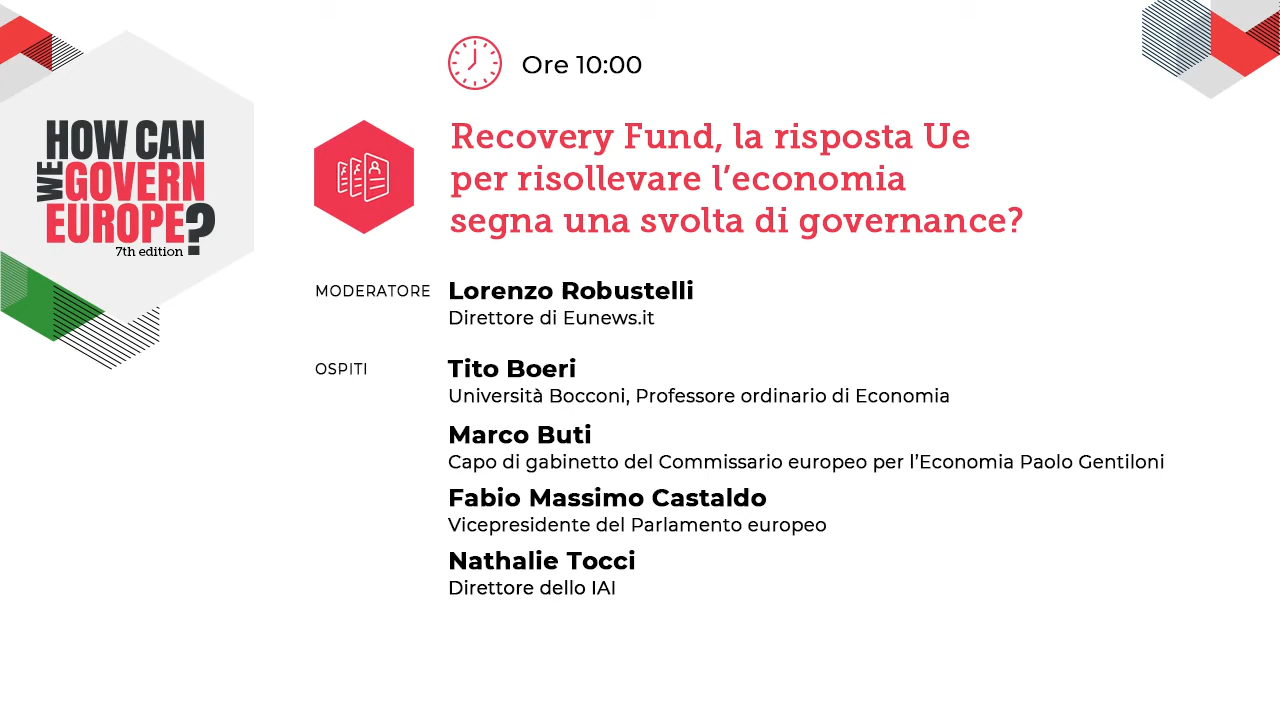 HOW CAN
WE GOVERN
EUROPE?
7th edition
Ore 10:00
Recovery Fund, la risposta Ue
per risollevare l’economia
segna una svolta di governance?
MODERATORE Lorenzo Robustelli
Direttore di Eunews.it
OSPITI Tito Boeri
Università Bocconi, Professore ordinario di Economia
Marco Buti
Capo di gabinetto del Commissario europeo per l’Economia Paolo Gentiloni
Fabio Massimo Castaldo
Vicepresidente del Parlamento europeo
Nathalie Tocci
Direttore dello IAI